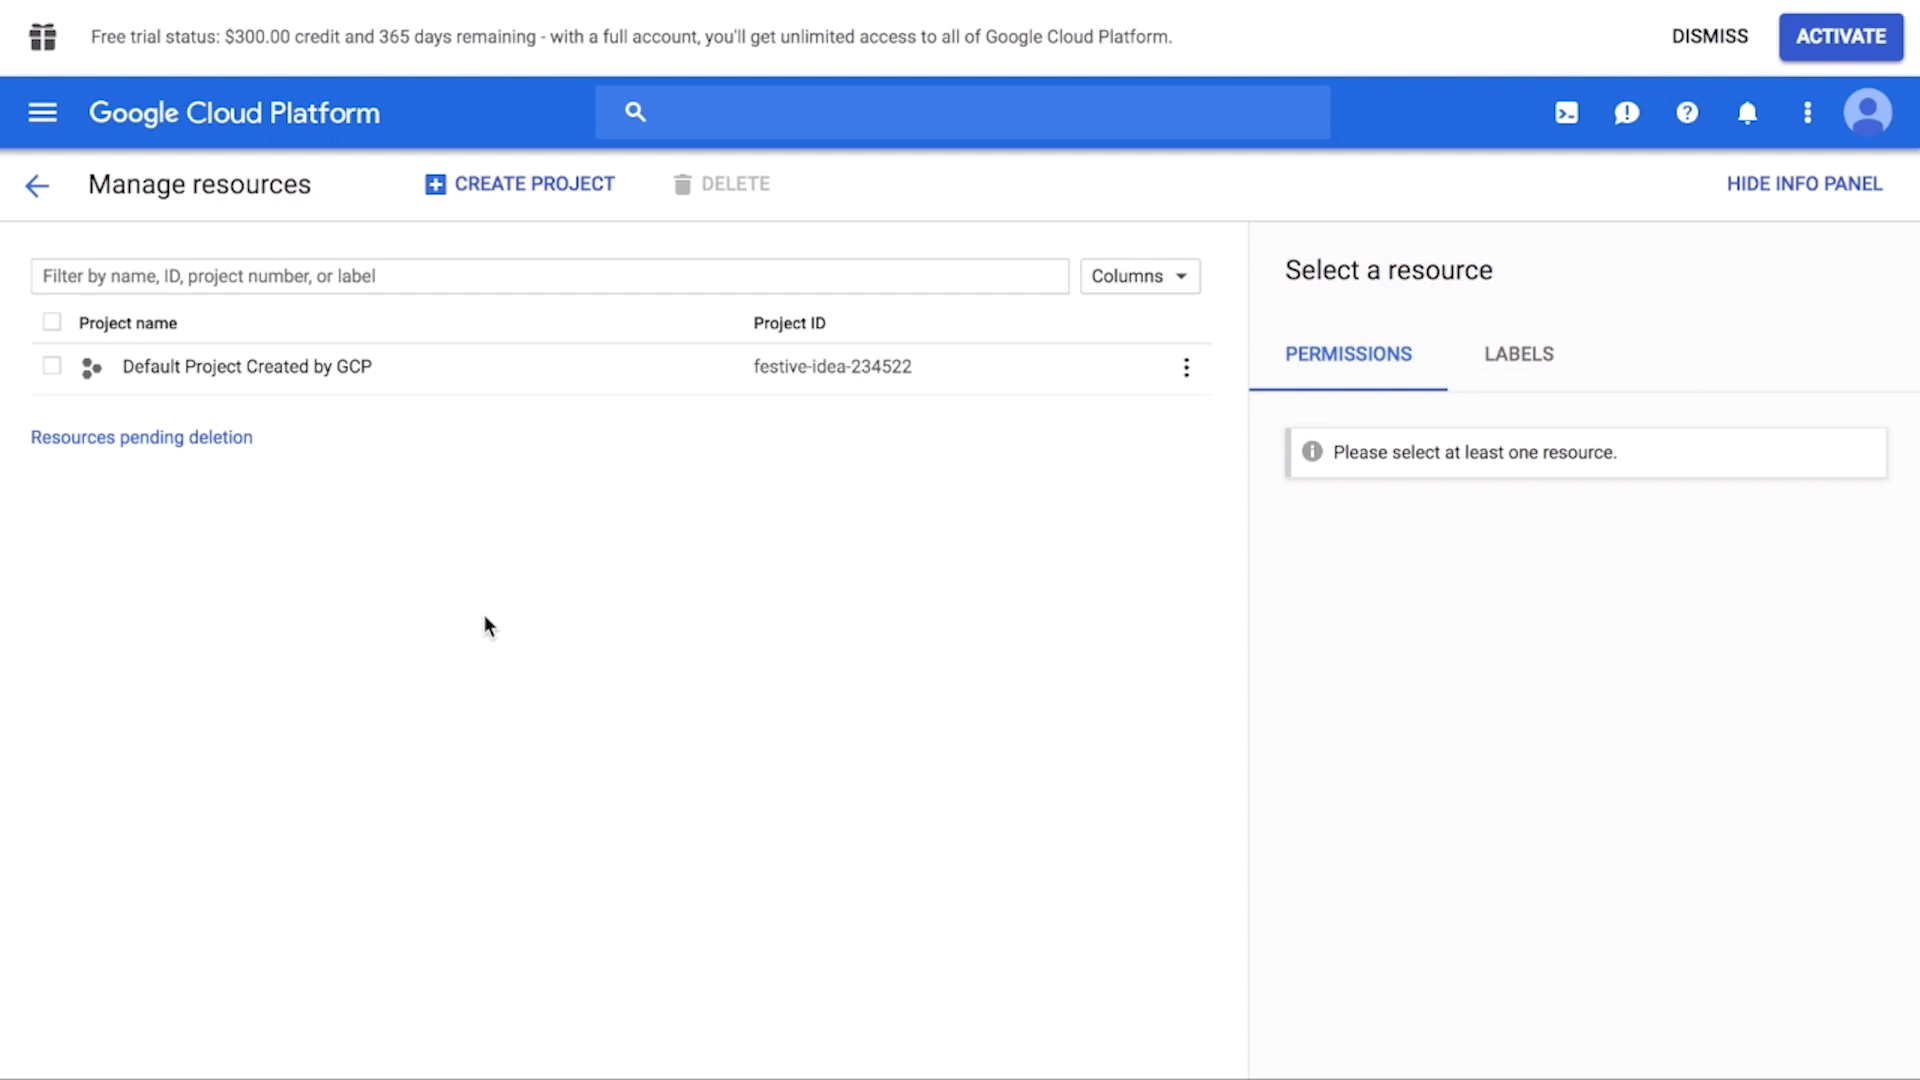 Free trial status: $300.00 credit and 365 days remaining - with a full account, you'll get unlimited access to all of Google Cloud Platform.
DISMISS
ACTIVATE
Google Cloud Platform
Manage resources
CREATE PROJECT
DELETE
HIDE INFO PANEL
Filter by name, ID, project number, or label
Columns
Project name
Project ID
Default Project Created by GCP
festive-idea-234522
Resources pending deletion
Select a resource
PERMISSIONS
LABELS
Please select at least one resource.